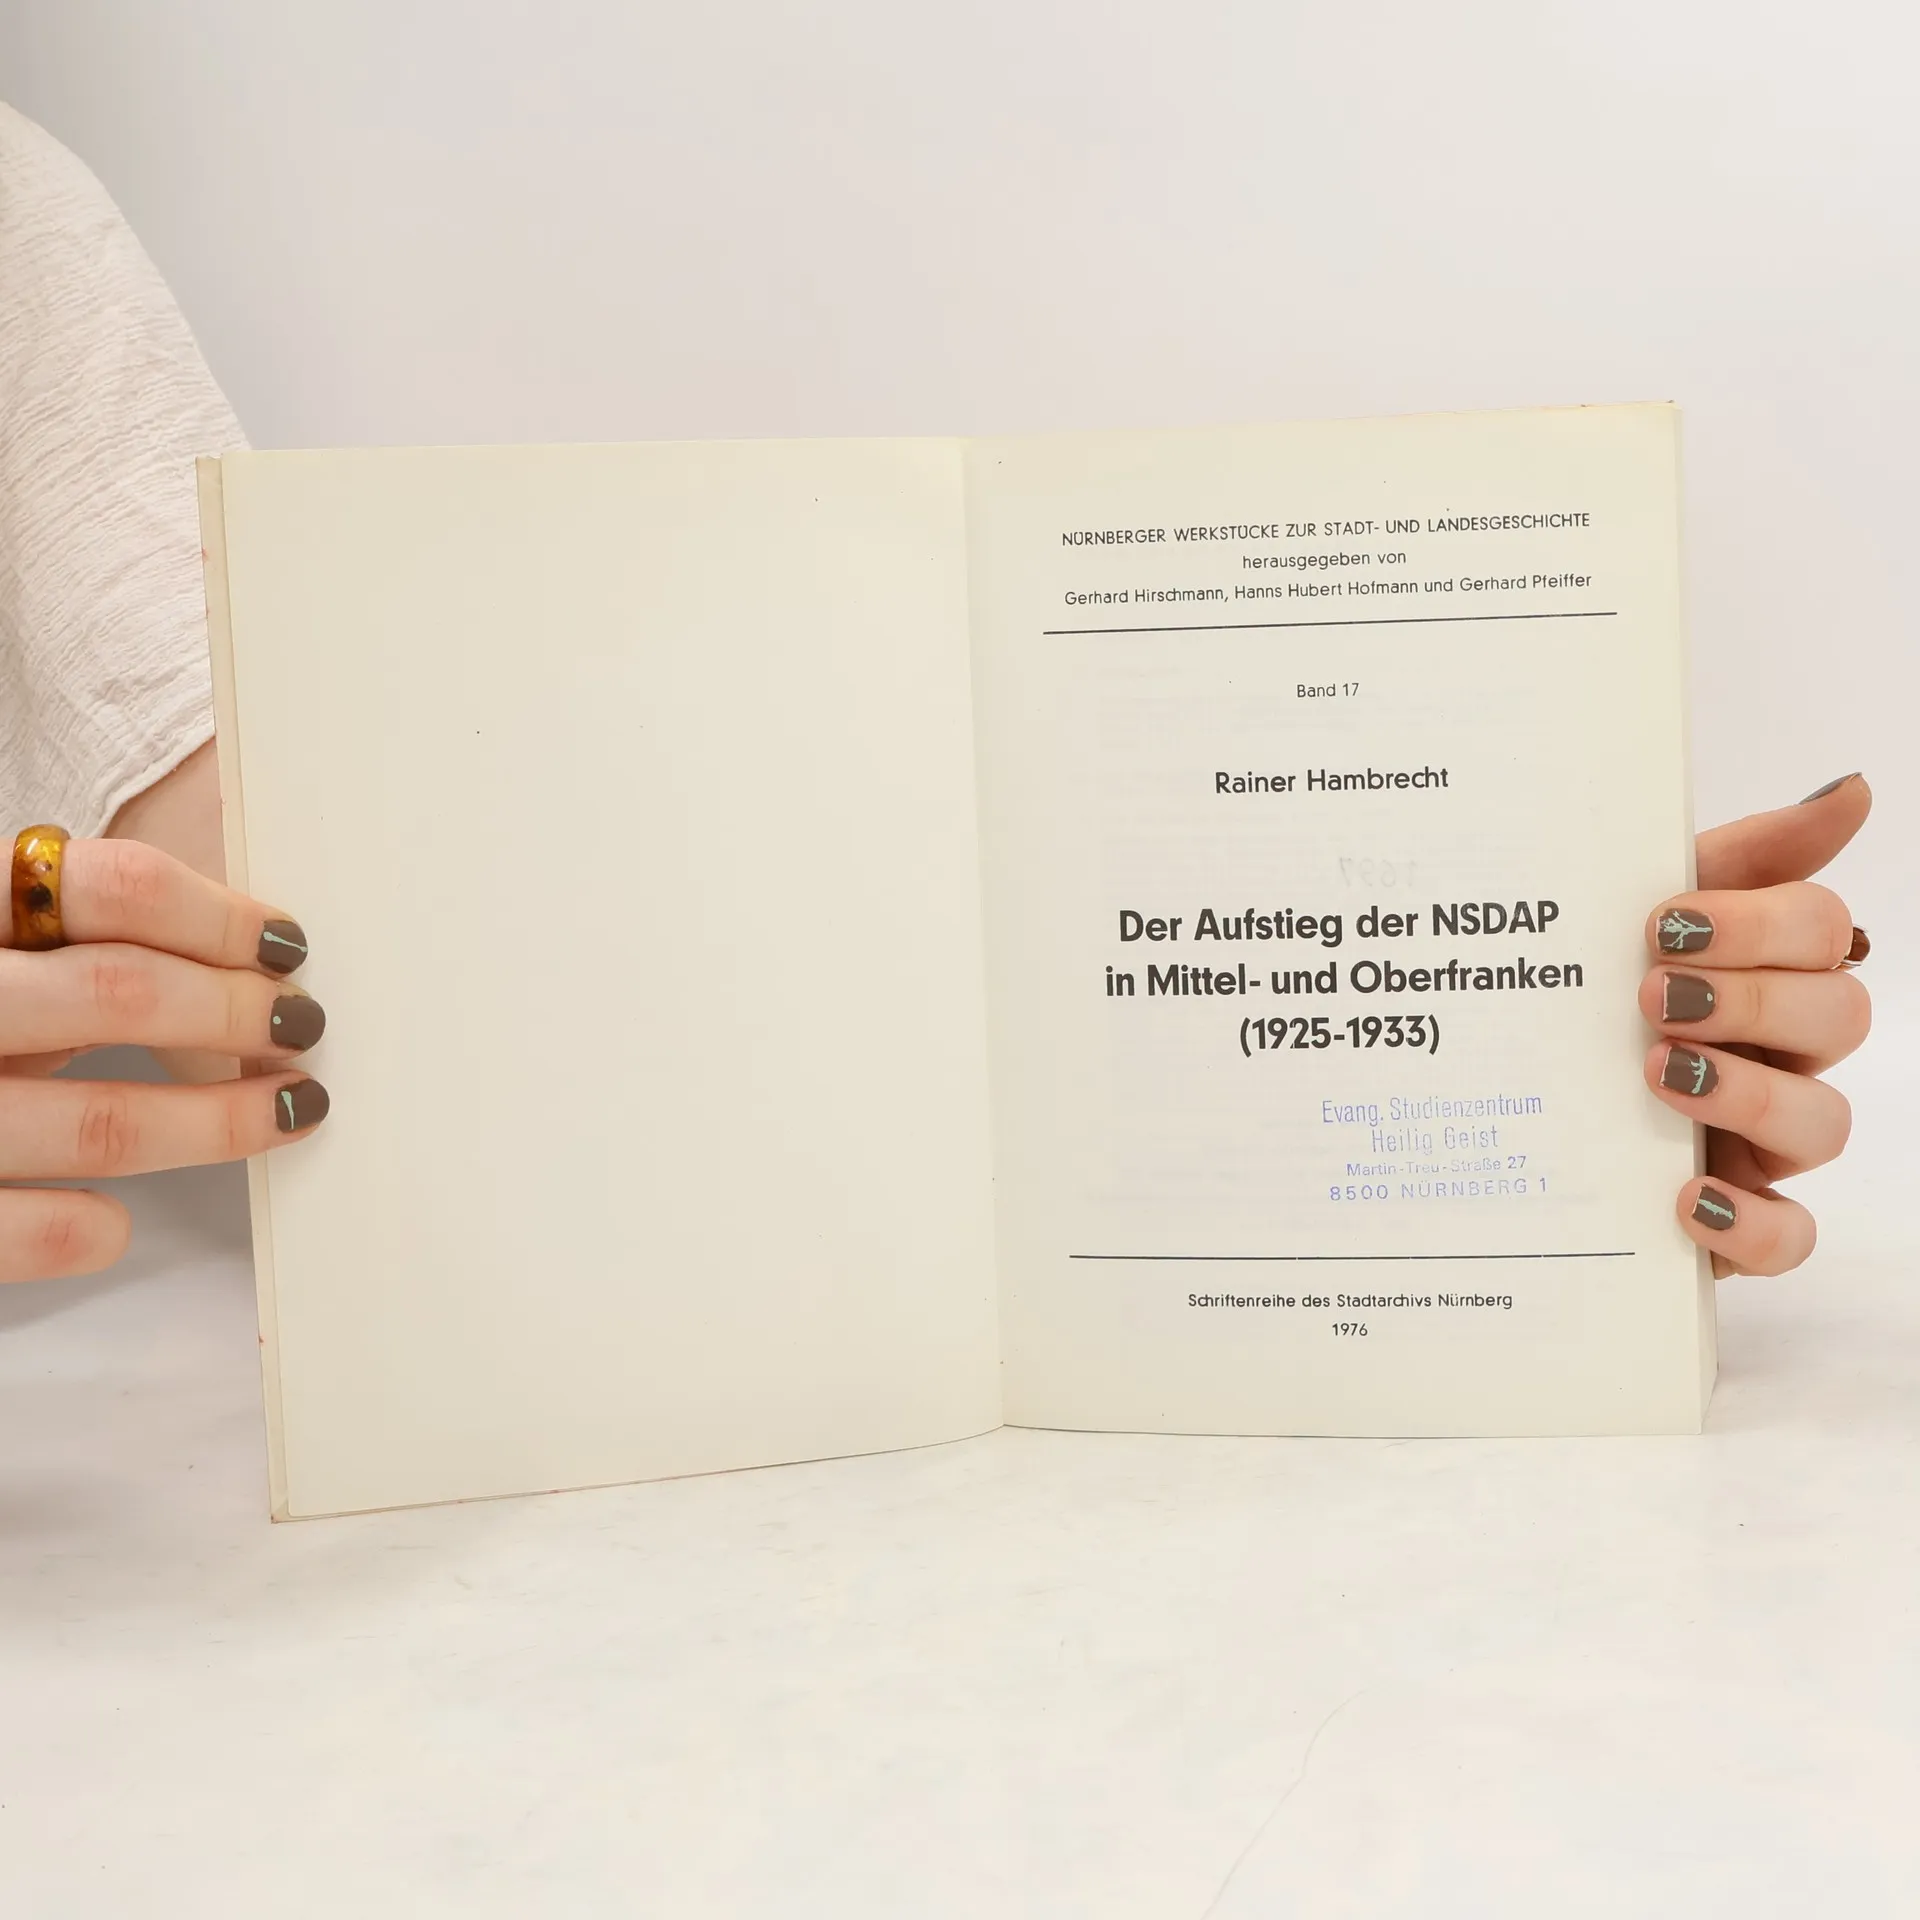 NÜRNBERGER WERKSTÜCKE ZUR STADT- UND LANDESGESCHICHTE
herausgegeben von
Gerhard Hirschmann, Hanns Hubert Hofmann und Gerhard Pfeiffer
Band 17
Rainer Hambrecht
1697
Der Aufstieg der NSDAP
in Mittel- und Oberfranken
(1925-1933)
Evang. Studienzentrum
Heilig Geist
Martin-Treu-Straße 27
8500 NÜRNBERG 1
Schriftenreihe des Stadtarchivs Nürnberg
1976